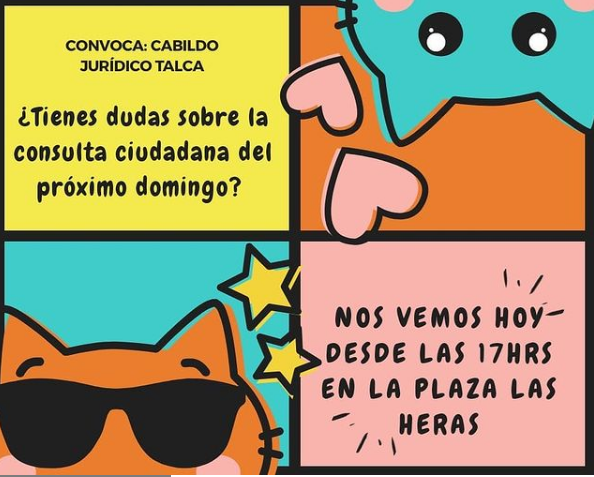 CONVOCA: CABILDO
JURÍDICO TALCA
¿Tienes dudas sobre la
consulta ciudadana del
próximo domingo?
NOS VEMOS HOY
DESDE LAS 17HRS
EN LA PLAZA LAS
HERAS